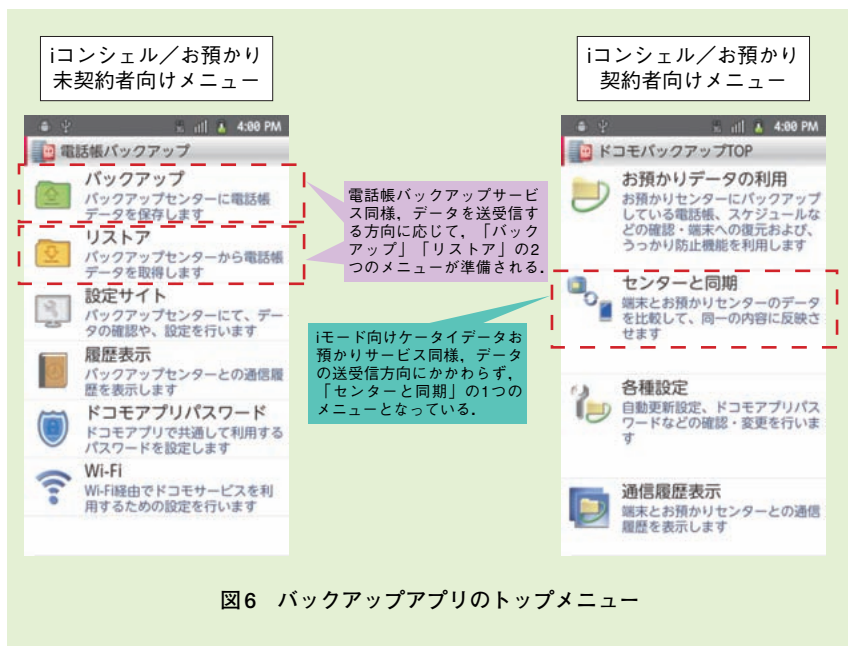 iコンシェル／お預かり
未契約者向けメニュー
4:00 PM
電話帳バックアップ
バックアップ
バックアップセンターに電話帳
データを保存します
リストア
バックアップセンターから電話帳
データを取得します
設定サイト
バックアップセンターにて、デー
タの確認や、設定を行います
履歴表示
バックアップセンターとの通信履
歴を表示します
ドコモアプリパスワード
ドコモアプリで共通して利用する
パスワードを設定します
Wi-Fi
Wi-Fi経由でドコモサービスを利
用するための設定を行います
電話帳バックアップサービ
ス同様，データを送受信す
る方向に応じて，「バック
アップ」「リストア」の2
つのメニューが準備される．
iモード向けケータイデータお
預かりサービス同様，データ
の送受信方向にかかわらず，
「センターと同期」の1つの
メニューとなっている．
iコンシェル／お預かり
契約者向けメニュー
4:00 PM
ドコモバックアップTOP
お預かりデータの利用
お預かりセンターにバックアップ
している電話帳、スケジュールな
どの確認・端末への復元および、
うっかり防止機能を利用します
センターと同期
端末とお預かりセンターのデータ
を比較して、同一の内容に反映さ
せます
各種設定
自動更新設定、ドコモアプリパス
ワードなどの確認・変更を行いま
す
通信履歴表示
端末とお預かりセンターとの通信
履歴を表示します
図6　バックアップアプリのトップメニュー